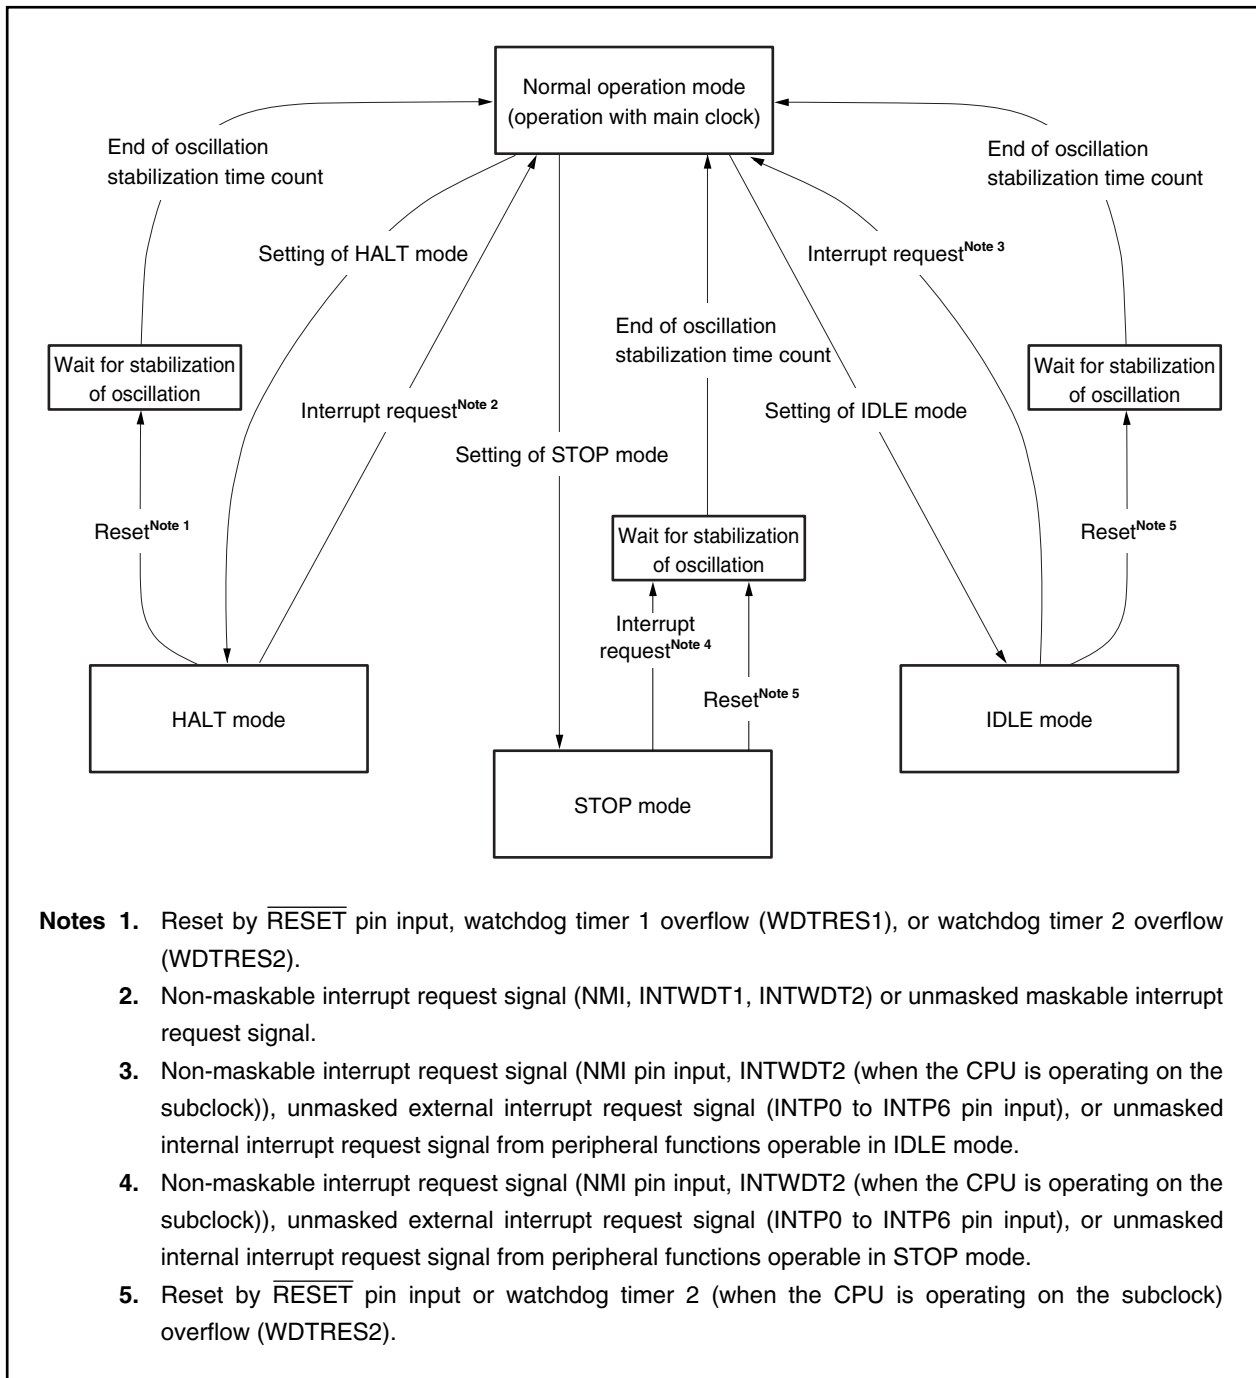 Normal operation mode
(operation with main clock)
End of oscillation
stabilization time count
End of oscillation
stabilization time count
Setting of HALT mode
Interrupt request Note 3
End of oscillation
stabilization time count
Wait for stabilization
of oscillation
Wait for stabilization
of oscillation
Interrupt request Note 2
Setting of IDLE mode
Setting of STOP mode
Reset Note 1
Wait for stabilization
of oscillation
Reset Note 5
Interrupt
request Note 4
Reset Note 5
HALT mode
IDLE mode
STOP mode
Notes 1. Reset by RESET pin input, watchdog timer 1 overflow (WDTRES1), or watchdog timer 2 overflow
(WDTRES2).
2. Non-maskable interrupt request signal (NMI, INTWDT1, INTWDT2) or unmasked maskable interrupt
request signal.
3. Non-maskable interrupt request signal (NMI pin input, INTWDT2 (when the CPU is operating on the
subclock)), unmasked external interrupt request signal (INTP0 to INTP6 pin input), or unmasked
internal interrupt request signal from peripheral functions operable in IDLE mode.
4. Non-maskable interrupt request signal (NMI pin input, INTWDT2 (when the CPU is operating on the
subclock)), unmasked external interrupt request signal (INTP0 to INTP6 pin input), or unmasked
internal interrupt request signal from peripheral functions operable in STOP mode.
5. Reset by RESET pin input or watchdog timer 2 (when the CPU is operating on the subclock)
overflow (WDTRES2).